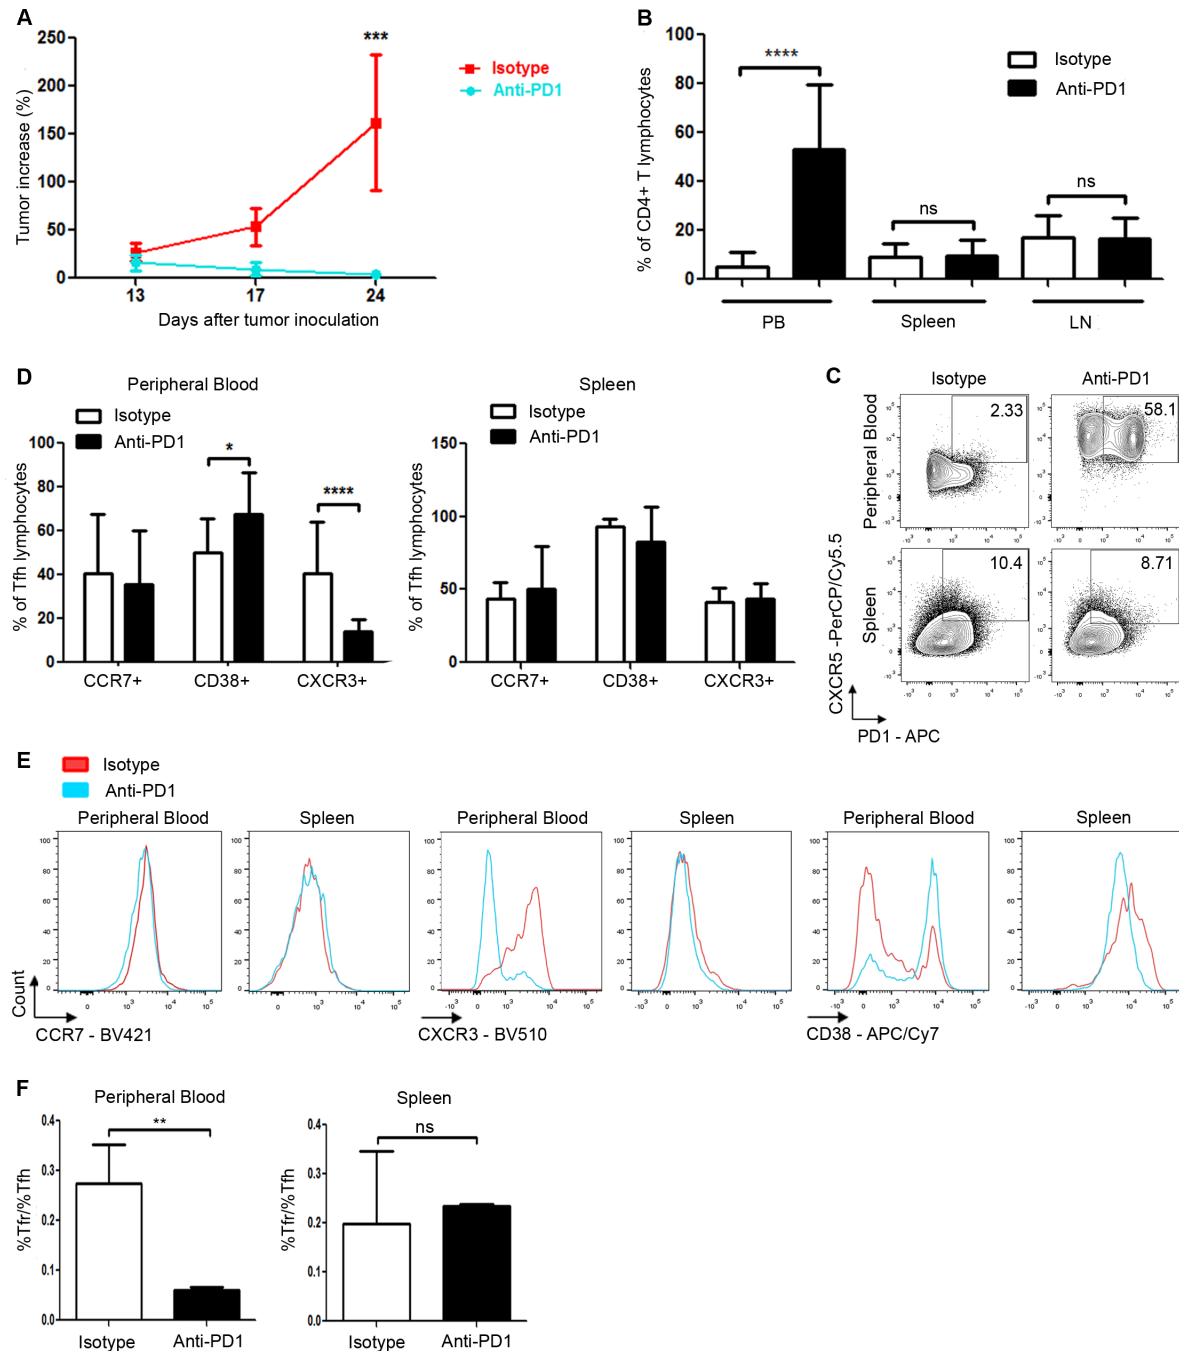 A
250
200
150
100
50
0
***
Isotype
Anti-PD1
Tumor increase (%)
13 17 24
Days after tumor inoculation
B
100
80
60
40
20
0
% of CD4+ T lymphocytes
****
ns
ns
Isotype
Anti-PD1
PB Spleen LN
D
Peripheral Blood
Isotype
Anti-PD1
100
80
60
40
20
0
% of Tfh lymphocytes
*
****
CCR7+ CD38+ CXCR3+
Spleen
Isotype
Anti-PD1
150
100
50
0
% of Tfh lymphocytes
CCR7+ CD38+ CXCR3+
C
Isotype Anti-PD1
Peripheral Blood
2.33
58.1
Spleen
10.4
8.71
CXCR5 -PerCP/Cy5.5
PD1 - APC
E
Isotype
Anti-PD1
Peripheral Blood Spleen Peripheral Blood Spleen Peripheral Blood Spleen
100
80
60
40
20
0
Count
CCR7 - BV421
CXCR3 - BV510
CD38 - APC/Cy7
F
Peripheral Blood
0.4
0.3
0.2
0.1
0.0
%Tfr/%Tfh
**
Isotype Anti-PD1
Spleen
0.4
0.3
0.2
0.1
0.0
%Tfr/%Tfh
ns
Isotype Anti-PD1